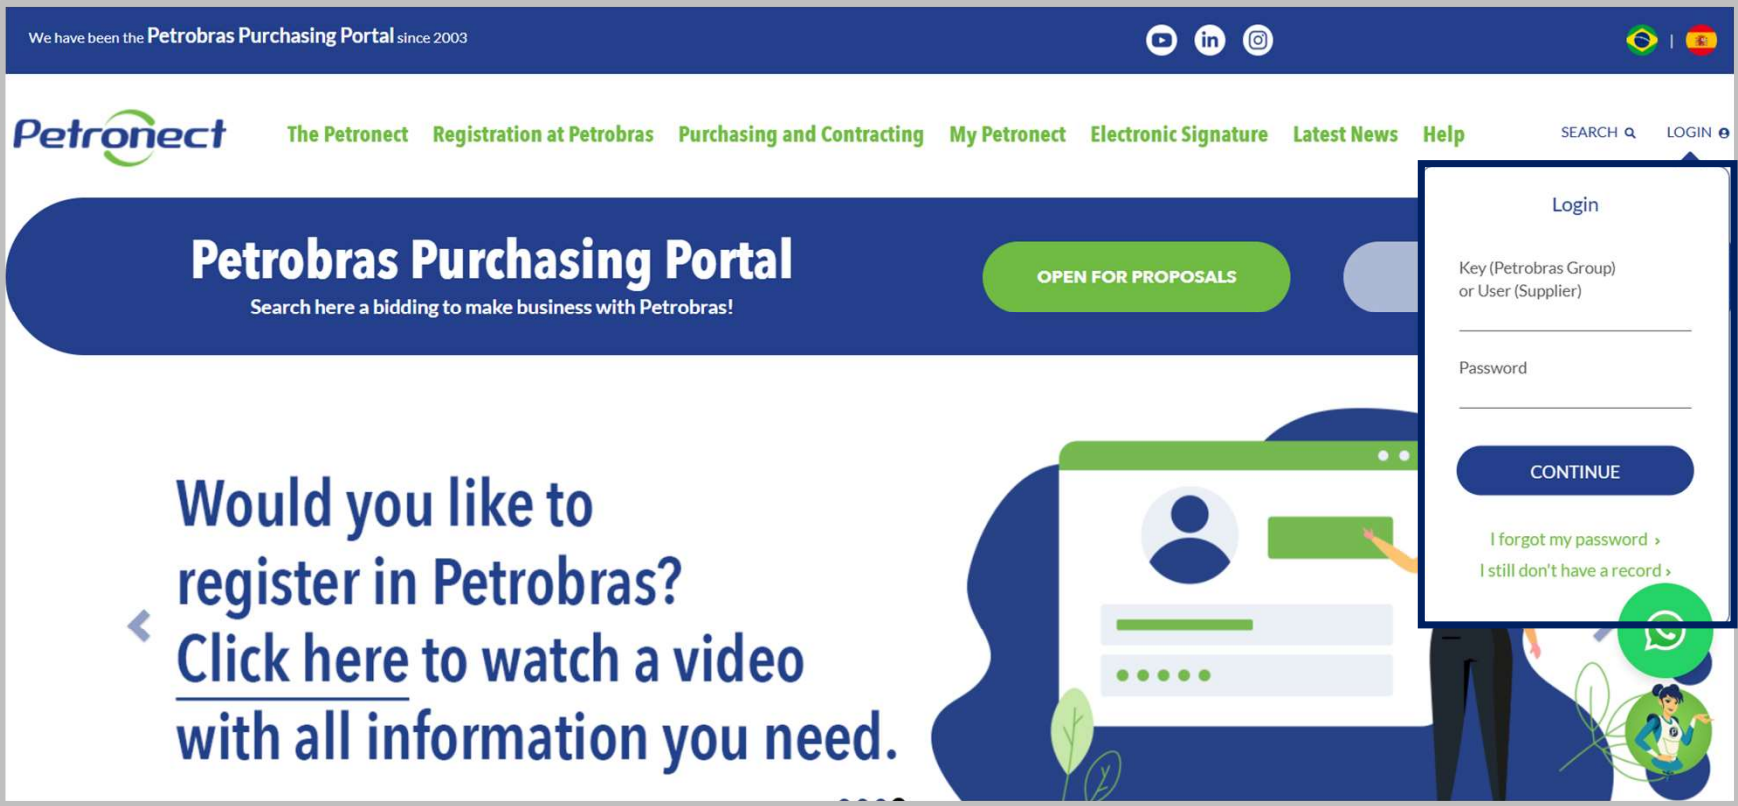 We have been the Petrobras Purchasing Portal since 2003
Petronect
The Petronect Registration at Petrobras Purchasing and Contracting My Petronect Electronic Signature Latest News Help
SEARCH LOGIN
Petrobras Purchasing Portal
Search here a bidding to make business with Petrobras!
OPEN FOR PROPOSALS
Login
Key (Petrobras Group)
or User (Supplier)
Password
CONTINUE
I forgot my password ›
I still don't have a record ›
Would you like to
register in Petrobras?
Click here to watch a video
with all information you need.